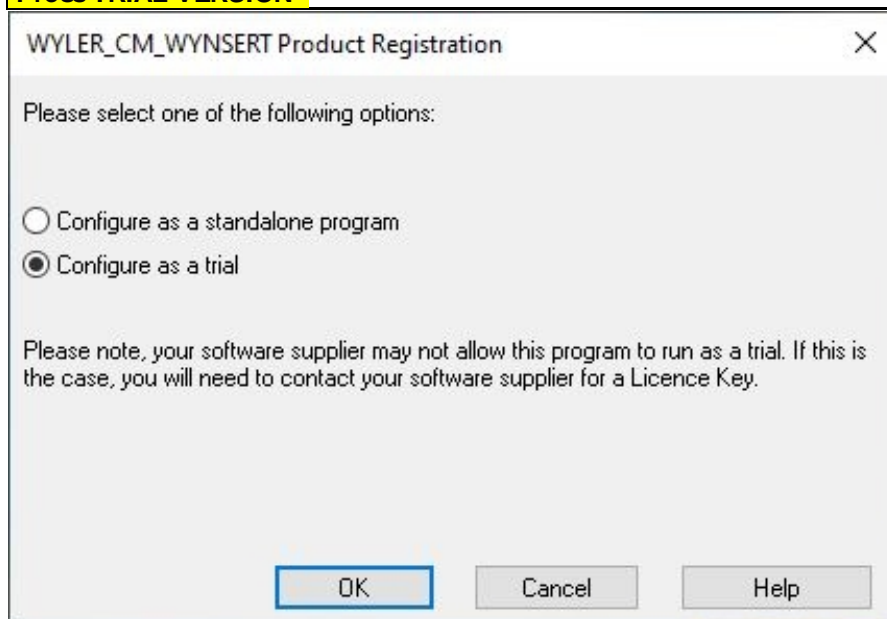 TRIAL VERSION
WYLER_CM_WYNSERT Product Registration
Please select one of the following options:
Configure as a standalone program
Configure as a trial
Please note, your software supplier may not allow this program to run as a trial. If this is
the case, you will need to contact your software supplier for a Licence Key.
OK
Cancel
Help